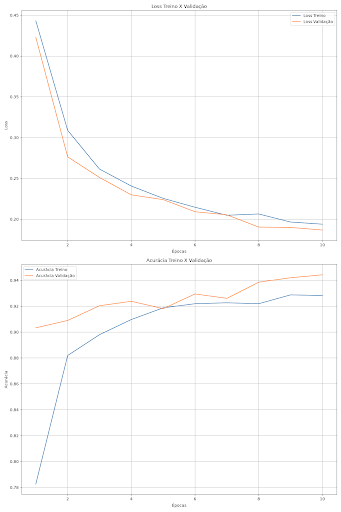 Loss Treino X Validação
Loss Treino
Loss Validação
0.45
0.40
0.35
0.30
0.25
0.20
Loss
2
4
6
8
10
Epocas
Acurácia Treino X Validação
Acurácia Treino
Acurácia Validação
0.94
0.92
0.90
0.88
0.86
0.84
0.82
0.80
0.78
Acurácia
2
4
6
8
10
Epocas